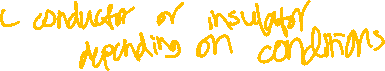 conductor or insulator
depending on conditions